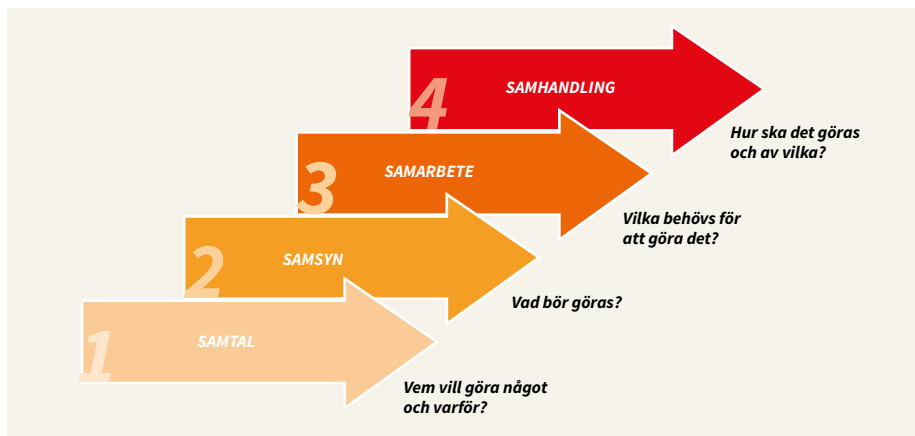 4
SAMHANDLING
Hur ska det göras
och av vilka?
3
SAMARBETE
Vilka behövs för
att göra det?
2
SAMSYN
Vad bör göras?
1
SAMTAL
Vem vill göra något
och varför?